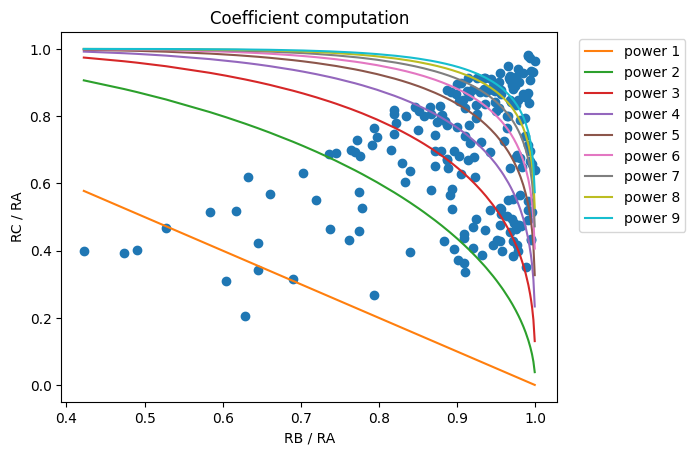 Coefficient computation
1.0
0.8
0.6
0.4
0.2
0.0
RC / RA
0.4
0.5
0.6
0.7
0.8
0.9
1.0
RB / RA
power 1
power 2
power 3
power 4
power 5
power 6
power 7
power 8
power 9